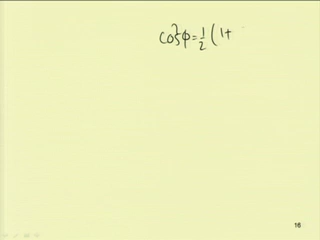 cos²φ = 1/2 ( 1+
16